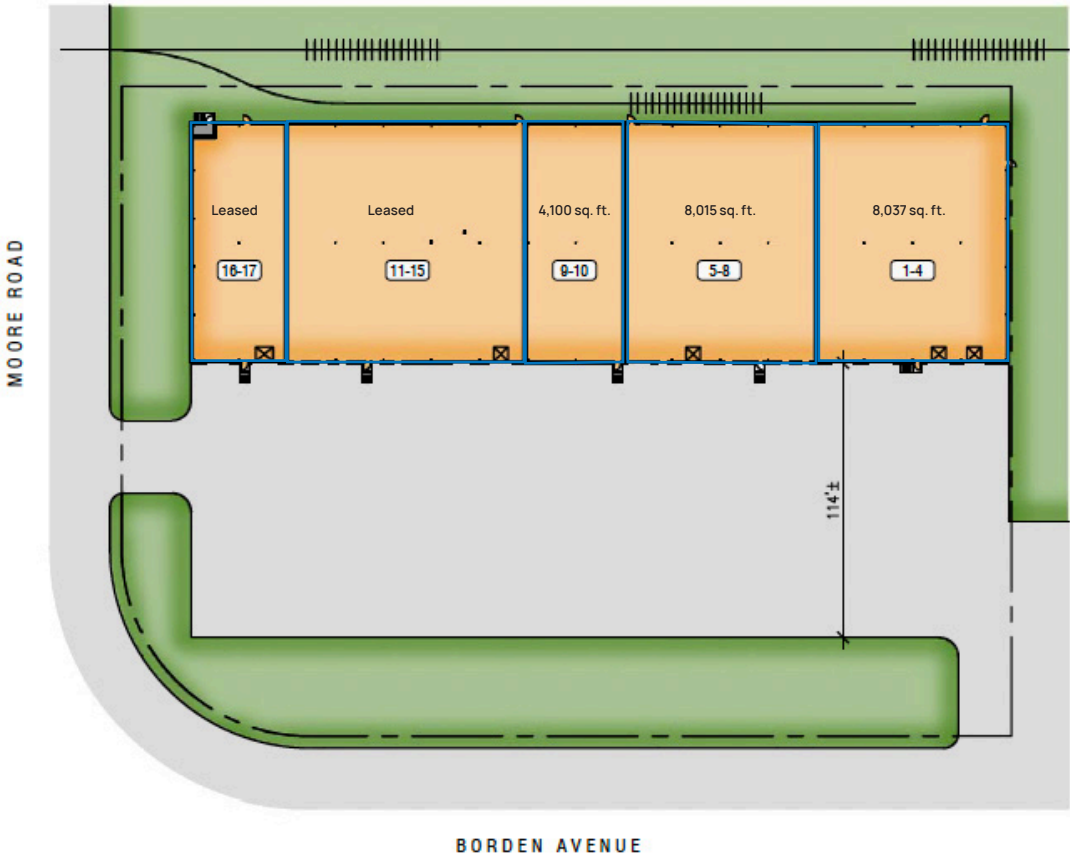 Leased
Leased
4,100 sq. ft.
8,015 sq. ft.
8,037 sq. ft.
16-17
11-15
9-10
5-8
1-4
MOORE ROAD
114'±
BORDEN AVENUE